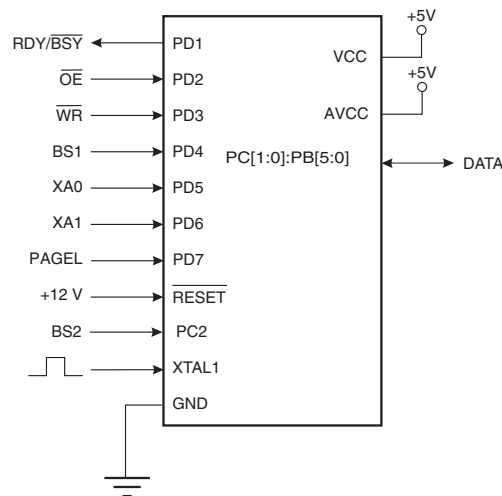 RDY/BSY PD1
OE PD2
WR PD3
BS1 PD4
XA0 PD5
XA1 PD6
PAGEL PD7
+12 V RESET
BS2 PC2
XTAL1
GND
+5V
VCC
+5V
AVCC
PC[1:0]:PB[5:0] DATA